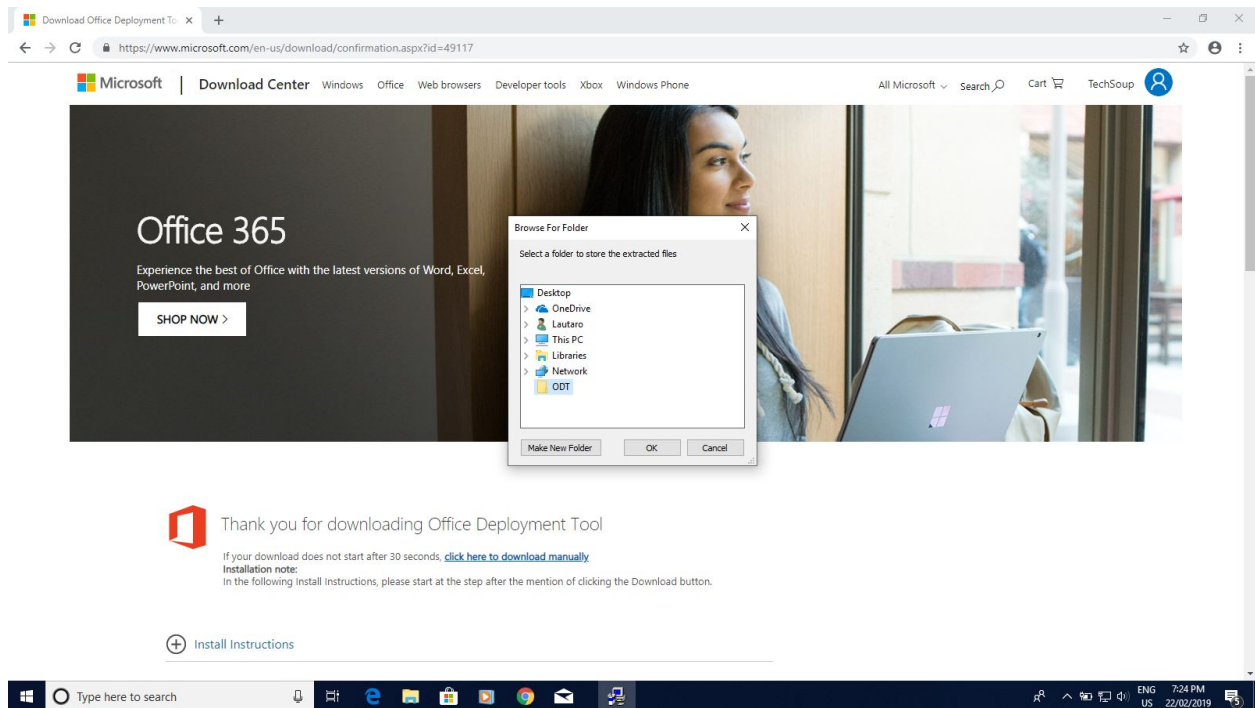 Download Office Deployment To
https://www.microsoft.com/en-us/download/confirmation.aspx?id=49117
Microsoft | Download Center Windows Office Web browsers Developer tools Xbox Windows Phone All Microsoft Search Cart TechSoup
Office 365
Experience the best of Office with the latest versions of Word, Excel,
PowerPoint, and more
SHOP NOW >
Browse For Folder
Select a folder to store the extracted files
Desktop
OneDrive
Lautaro
This PC
Libraries
Network
ODT
Make New Folder OK Cancel
Thank you for downloading Office Deployment Tool
If your download does not start after 30 seconds, click here to download manually
Installation note:
In the following Install Instructions, please start at the step after the mention of clicking the Download button.
Install Instructions
Type here to search
ENG 7:24 PM
US 22/02/2019
5